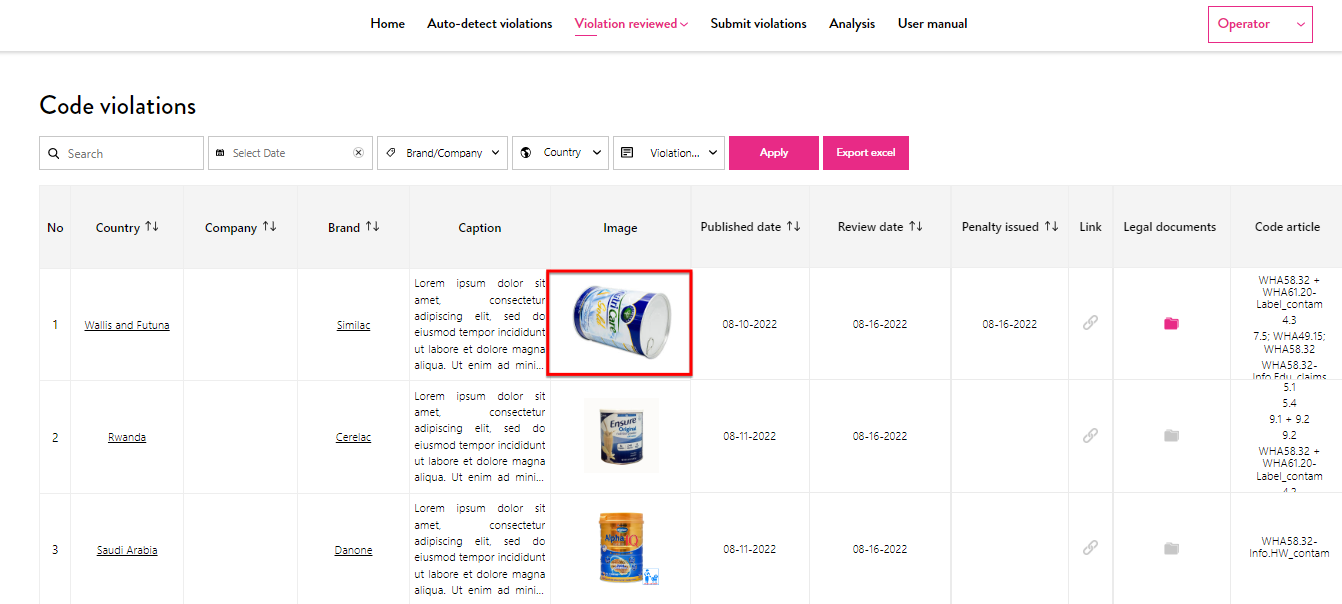 Home Auto-detect violations Violation reviewed Submit violations Analysis User manual Operator
Code violations
Search Select Date Brand/Company Country Violation... Apply Export excel
No Country Company Brand Caption Image Published date Review date Penalty issued Link Legal documents Code article
1 Wallis and Futuna Similac
Lorem ipsum dolor sit
amet, consectetur
adipiscing elit, sed do
eiusmod tempor incididunt
ut labore et dolore magna
aliqua. Ut enim ad mini...
08-10-2022 08-16-2022 08-16-2022
WHA58.32 +
WHA61.20-
Label_contam
4.3
7.5; WHA49.15;
WHA58.32
WHA58.32-
Info.Edu_claims
2 Rwanda Cerelac
Lorem ipsum dolor sit
amet, consectetur
adipiscing elit, sed do
eiusmod tempor incididunt
ut labore et dolore magna
aliqua. Ut enim ad mini...
Ensure
Original
08-11-2022 08-16-2022
5.1
5.4
9.1 + 9.2
9.2
WHA58.32 +
WHA61.20-
Label_contam
4.2
3 Saudi Arabia Danone
Lorem ipsum dolor sit
amet, consectetur
adipiscing elit, sed do
eiusmod tempor incididunt
ut labore et dolore magna
aliqua. Ut enim ad mini...
Alpha IQ
08-11-2022 08-16-2022
WHA58.32-
Info.HW_contam